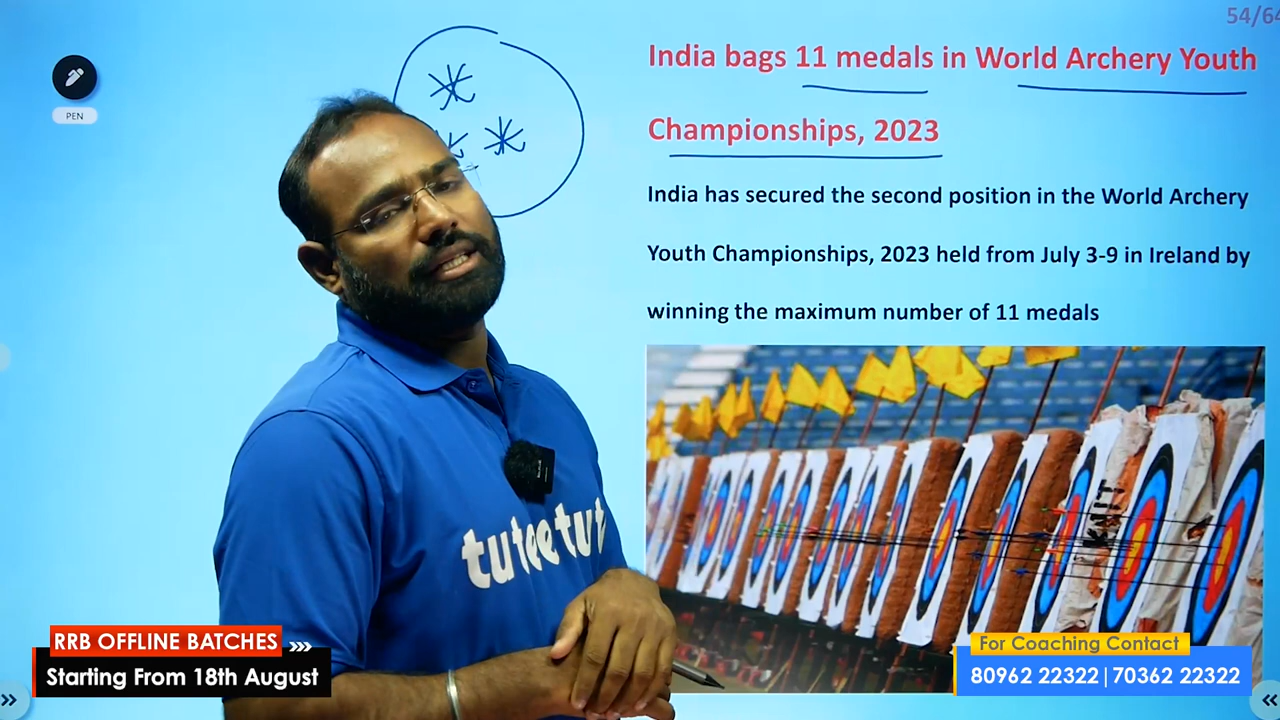 54/64
India bags 11 medals in World Archery Youth
Championships, 2023
India has secured the second position in the World Archery
Youth Championships, 2023 held from July 3-9 in Ireland by
winning the maximum number of 11 medals
PEN
tuteetut
RRB OFFLINE BATCHES
Starting From 18th August
For Coaching Contact
80962 22322|70362 22322